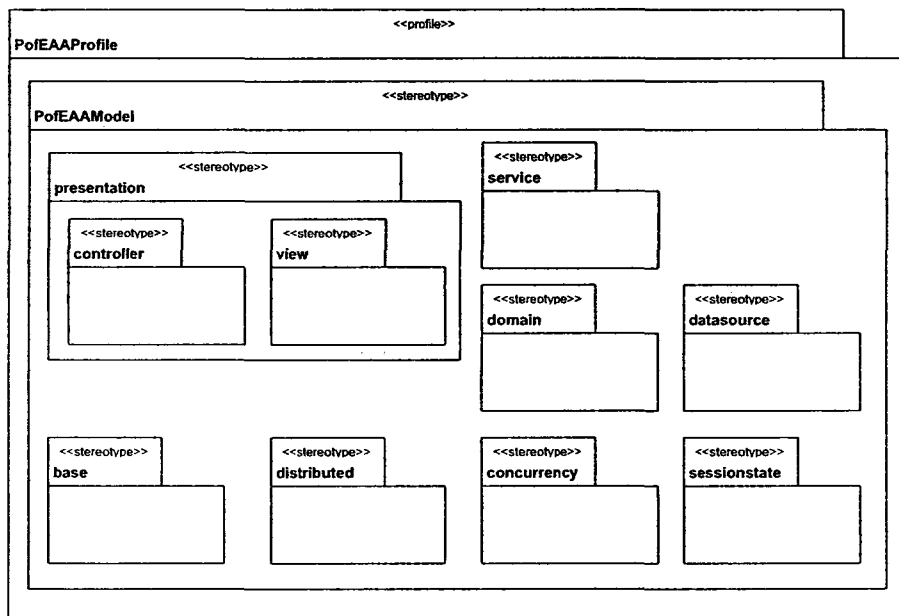 <<profile>>
PofEAAProfile
<<stereotype>>
PofEAAModel
<<stereotype>>
presentation
<<stereotype>>
controller
<<stereotype>>
view
<<stereotype>>
service
<<stereotype>>
domain
<<stereotype>>
datasource
<<stereotype>>
base
<<stereotype>>
distributed
<<stereotype>>
concurrency
<<stereotype>>
sessionstate